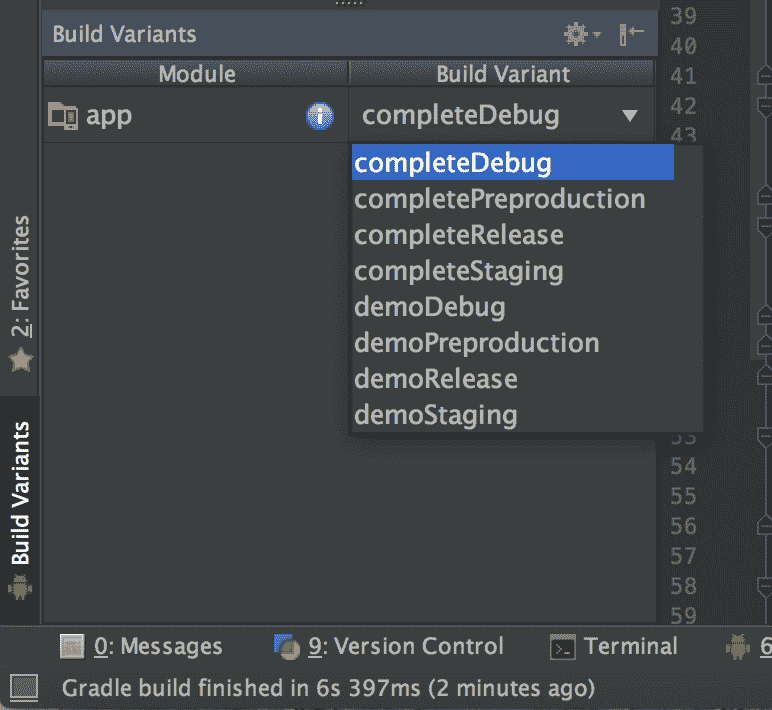 Build Variants
Module Build Variant
app completeDebug
completeDebug
completePreproduction
completeRelease
completeStaging
demoDebug
demoPreproduction
demoRelease
demoStaging
2: Favorites
Build Variants
39
40
41
42
43
54
55
56
57
58
59
0: Messages 9: Version Control Terminal 6
Gradle build finished in 6s 397ms (2 minutes ago)